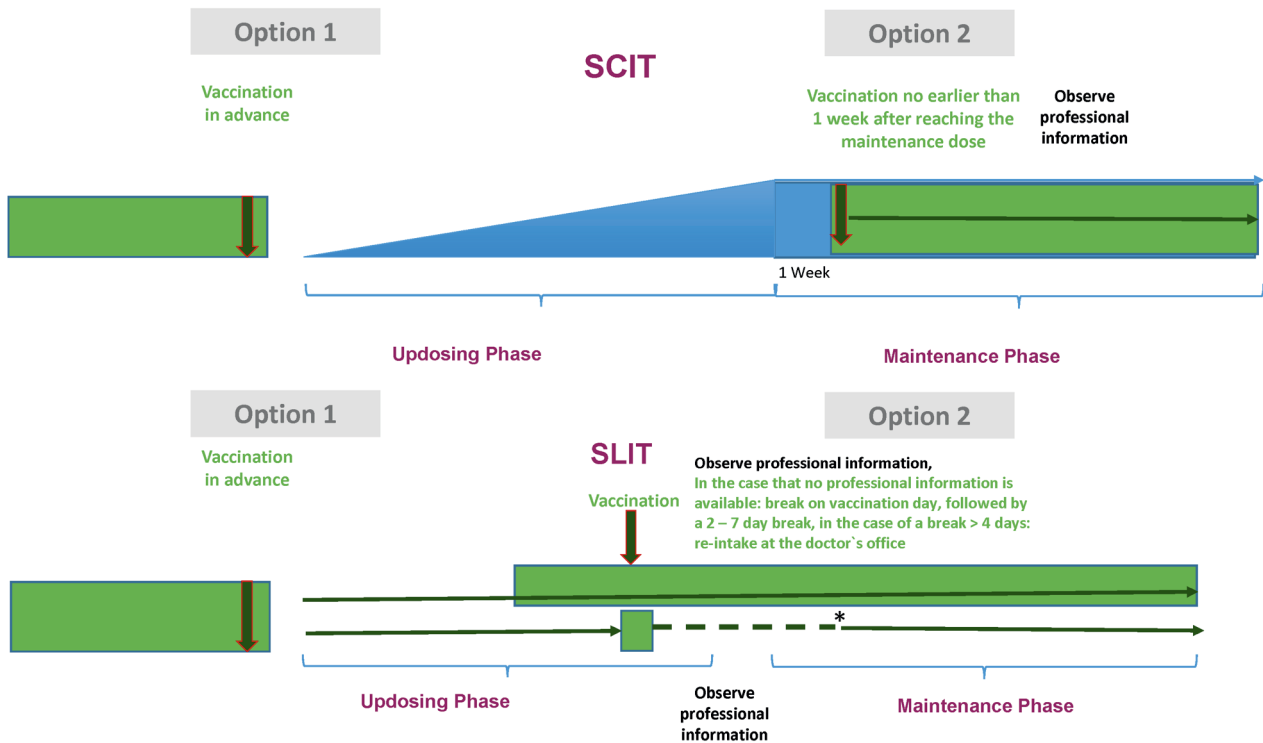 Option 1
Option 2
SCIT
Vaccination
in advance
Vaccination no earlier than
1 week after reaching the
maintenance dose
Observe
professional
information
1 Week
Updosing Phase
Maintenance Phase
Option 1
Option 2
SLIT
Vaccination
in advance
Vaccination
Observe professional information,
In the case that no professional information is
available: break on vaccination day, followed by
a 2 – 7 day break, in the case of a break > 4 days:
re-intake at the doctor`s office
*
Updosing Phase
Observe
professional
information
Maintenance Phase